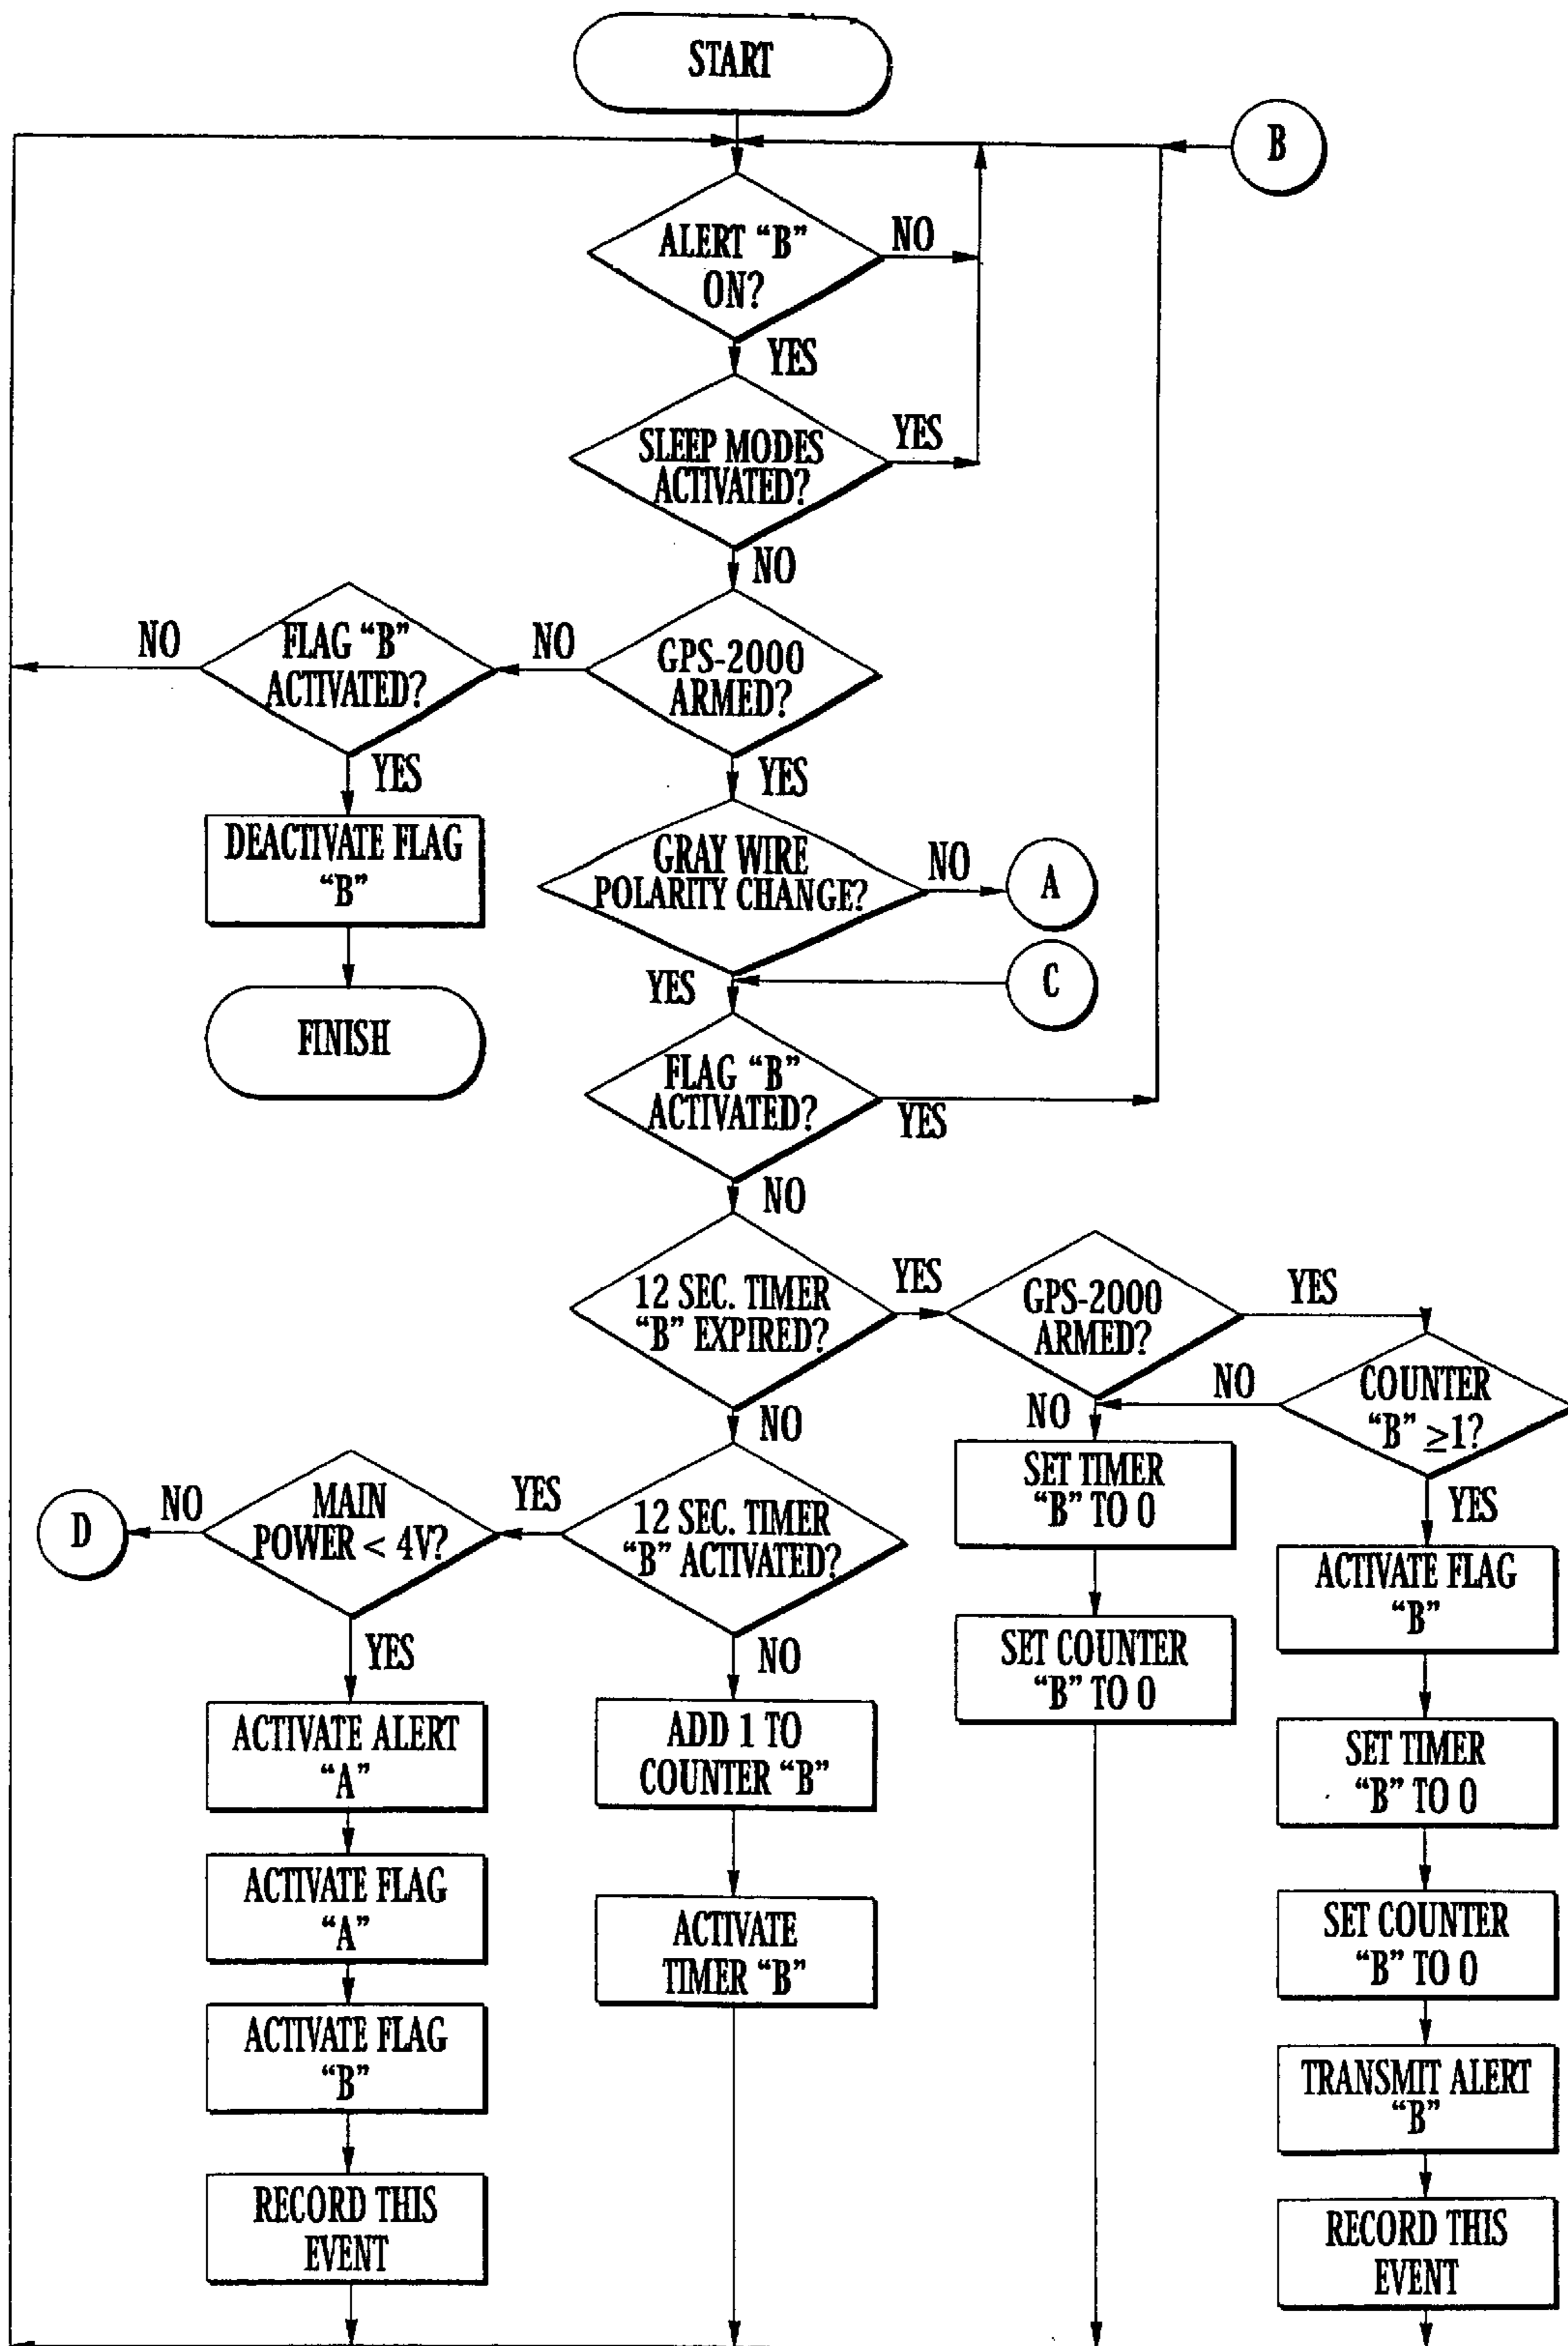 START
B
ALERT “B”
ON?
NO
YES
SLEEP MODES
ACTIVATED?
YES
NO
GPS-2000
ARMED?
NO
FLAG “B”
ACTIVATED?
NO
YES
DEACTIVATE FLAG
“B”
FINISH
YES
GRAY WIRE
POLARITY CHANGE?
NO
A
C
YES
FLAG “B”
ACTIVATED?
YES
NO
12 SEC. TIMER
“B” EXPIRED?
YES
GPS-2000
ARMED?
YES
COUNTER
“B” ≥1?
NO
NO
SET TIMER
“B” TO 0
SET COUNTER
“B” TO 0
YES
ACTIVATE FLAG
“B”
SET TIMER
“B” TO 0
SET COUNTER
“B” TO 0
TRANSMIT ALERT
“B”
RECORD THIS
EVENT
NO
12 SEC. TIMER
“B” ACTIVATED?
YES
MAIN
POWER < 4V?
NO
D
YES
ACTIVATE ALERT
“A”
ACTIVATE FLAG
“A”
ACTIVATE FLAG
“B”
RECORD THIS
EVENT
NO
ADD 1 TO
COUNTER “B”
ACTIVATE
TIMER “B”